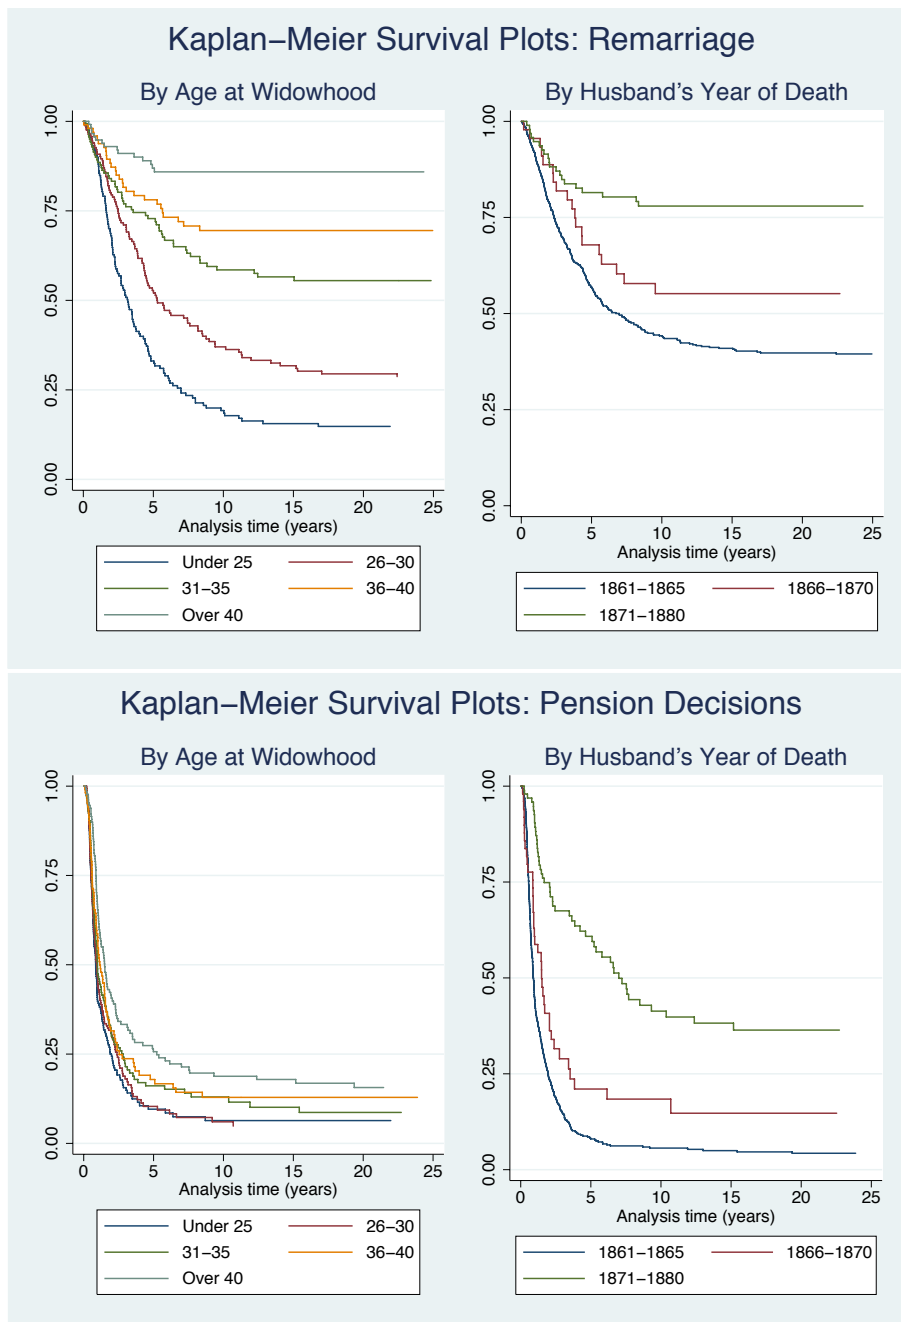 Kaplan–Meier Survival Plots: Remarriage
By Age at Widowhood
1.00
0.75
0.50
0.25
0.00
0 5 10 15 20 25
Analysis time (years)
Under 25 26–30
31–35 36–40
Over 40
By Husband's Year of Death
1.00
0.75
0.50
0.25
0.00
0 5 10 15 20 25
Analysis time (years)
1861–1865 1866–1870
1871–1880
Kaplan–Meier Survival Plots: Pension Decisions
By Age at Widowhood
1.00
0.75
0.50
0.25
0.00
0 5 10 15 20 25
Analysis time (years)
Under 25 26–30
31–35 36–40
Over 40
By Husband's Year of Death
1.00
0.75
0.50
0.25
0.00
0 5 10 15 20 25
Analysis time (years)
1861–1865 1866–1870
1871–1880